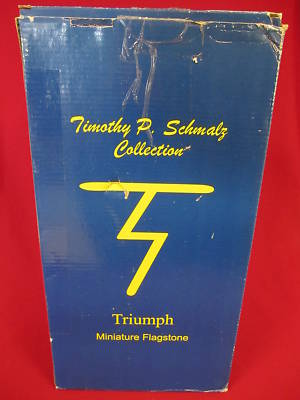 Timothy P. Schmalz
Collection
Triumph
Miniature Flagstone